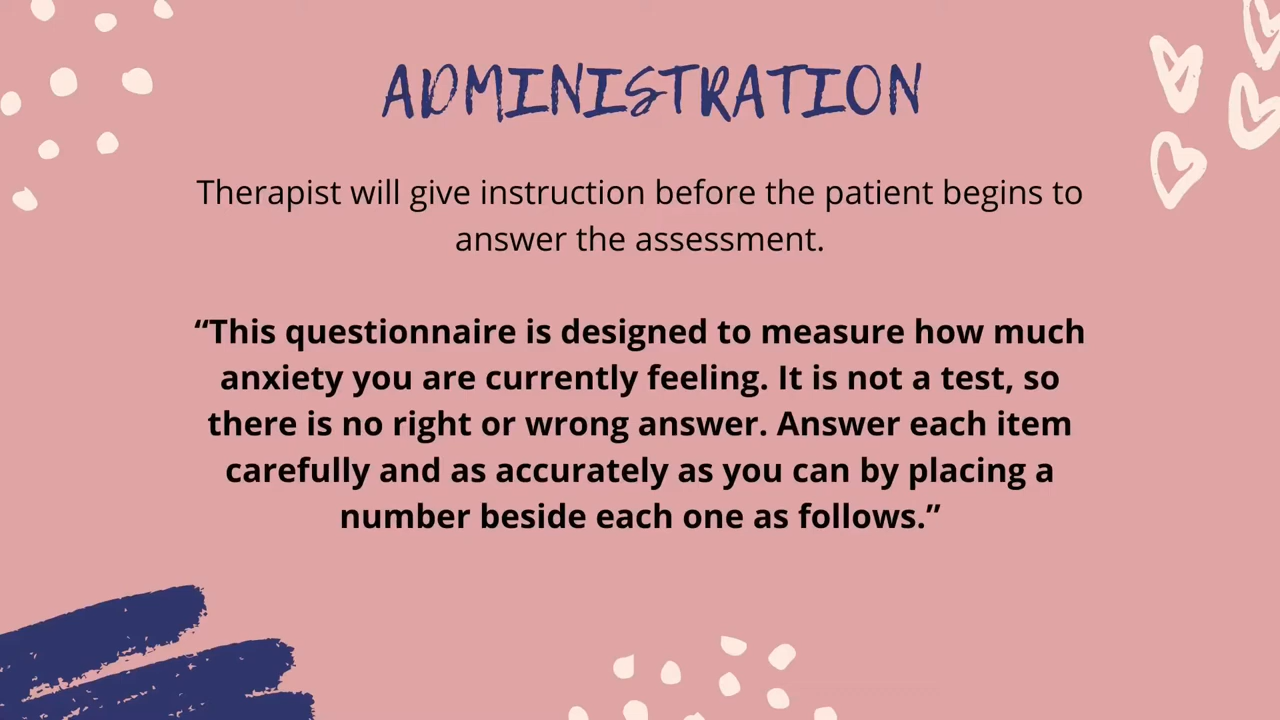 ADMINISTRATION
Therapist will give instruction before the patient begins to
answer the assessment.
“This questionnaire is designed to measure how much
anxiety you are currently feeling. It is not a test, so
there is no right or wrong answer. Answer each item
carefully and as accurately as you can by placing a
number beside each one as follows.”